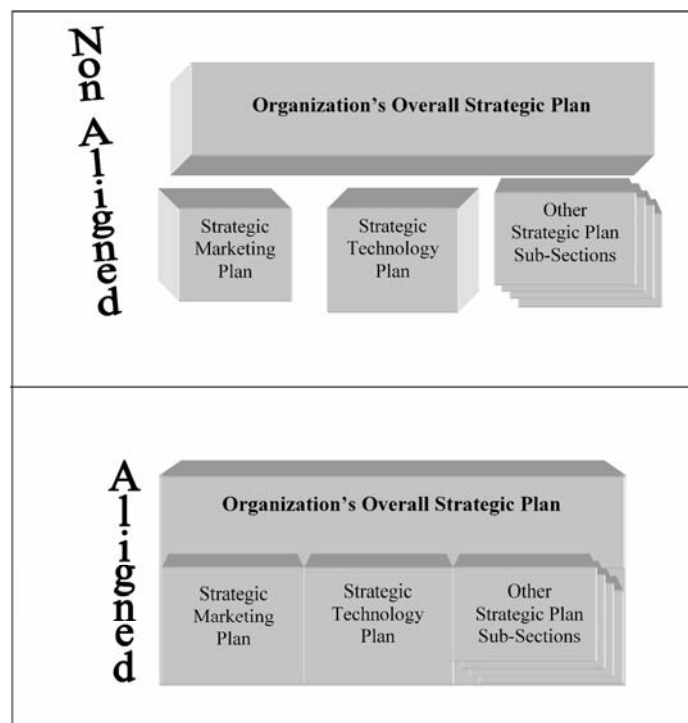 Non Aligned
Organization's Overall Strategic Plan
Strategic
Marketing
Plan
Strategic
Technology
Plan
Other
Strategic Plan
Sub-Sections
Aligned
Organization's Overall Strategic Plan
Strategic
Marketing
Plan
Strategic
Technology
Plan
Other
Strategic Plan
Sub-Sections